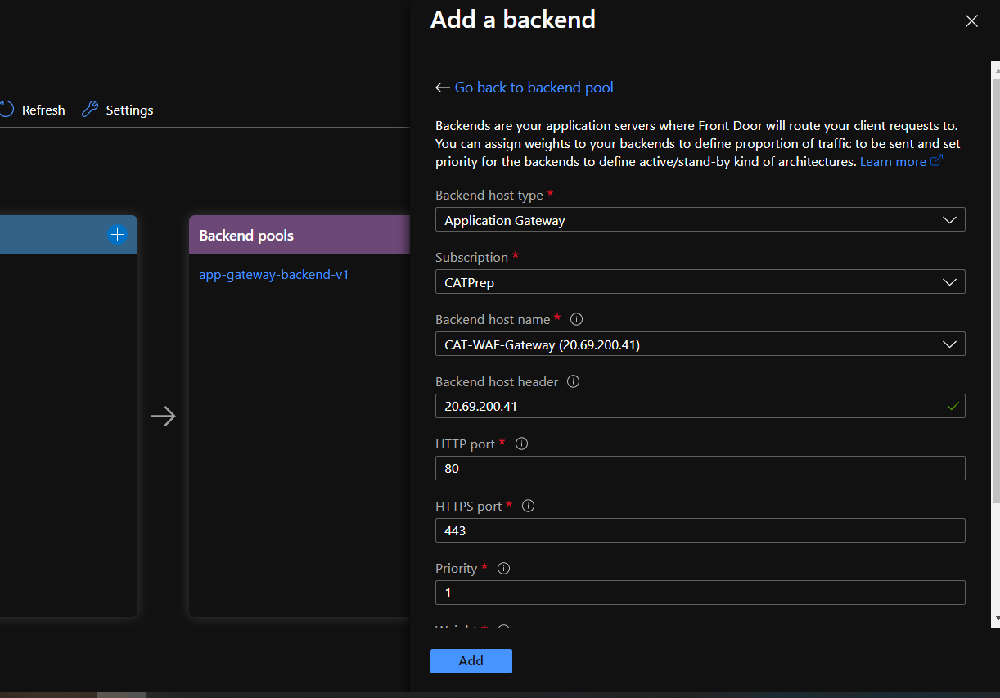 Add a backend
Go back to backend pool
Refresh
Settings
Backends are your application servers where Front Door will route your client requests to.
You can assign weights to your backends to define proportion of traffic to be sent and set
priority for the backends to define active/stand-by kind of architectures. Learn more
Backend host type *
Application Gateway
Subscription *
CATPrep
Backend host name *
CAT-WAF-Gateway (20.69.200.41)
Backend host header
20.69.200.41
HTTP port *
80
HTTPS port *
443
Priority *
1
Backend pools
app-gateway-backend-v1
Add